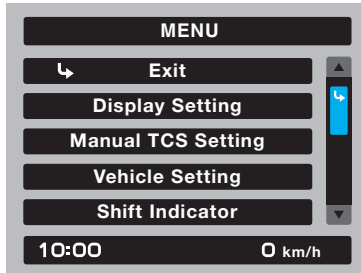 MENU
Exit
Display Setting
Manual TCS Setting
Vehicle Setting
Shift Indicator
10:00 0 km/h